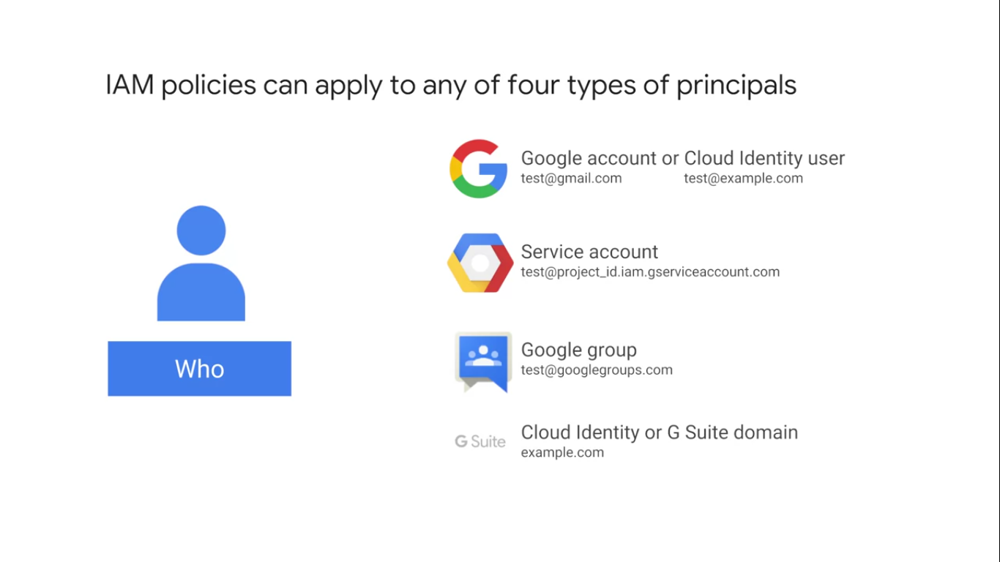 IAM policies can apply to any of four types of principals
Google account or Cloud Identity user
test@gmail.com test@example.com
Service account
test@project_id.iam.gserviceaccount.com
Who
Google group
test@googlegroups.com
G Suite
Cloud Identity or G Suite domain
example.com